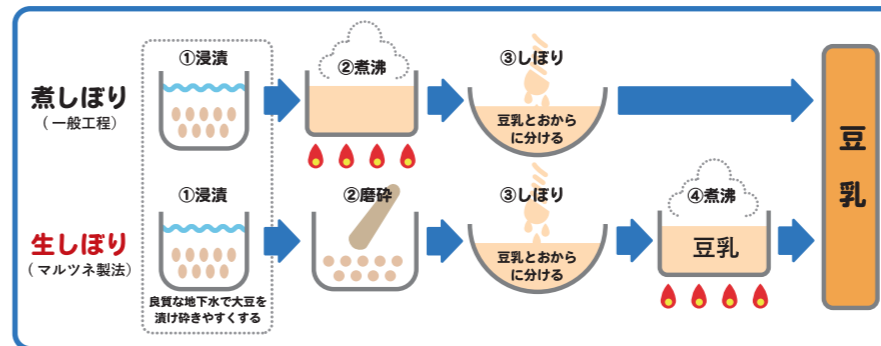 煮しぼり
（一般工程）
①浸漬
②煮沸
③しぼり
豆乳とおから
に分ける
生しぼり
（マルツネ製法）
①浸漬
良質な地下水で大豆を
漬け砕きやすくする
②磨砕
③しぼり
豆乳とおから
に分ける
④煮沸
豆乳
豆乳